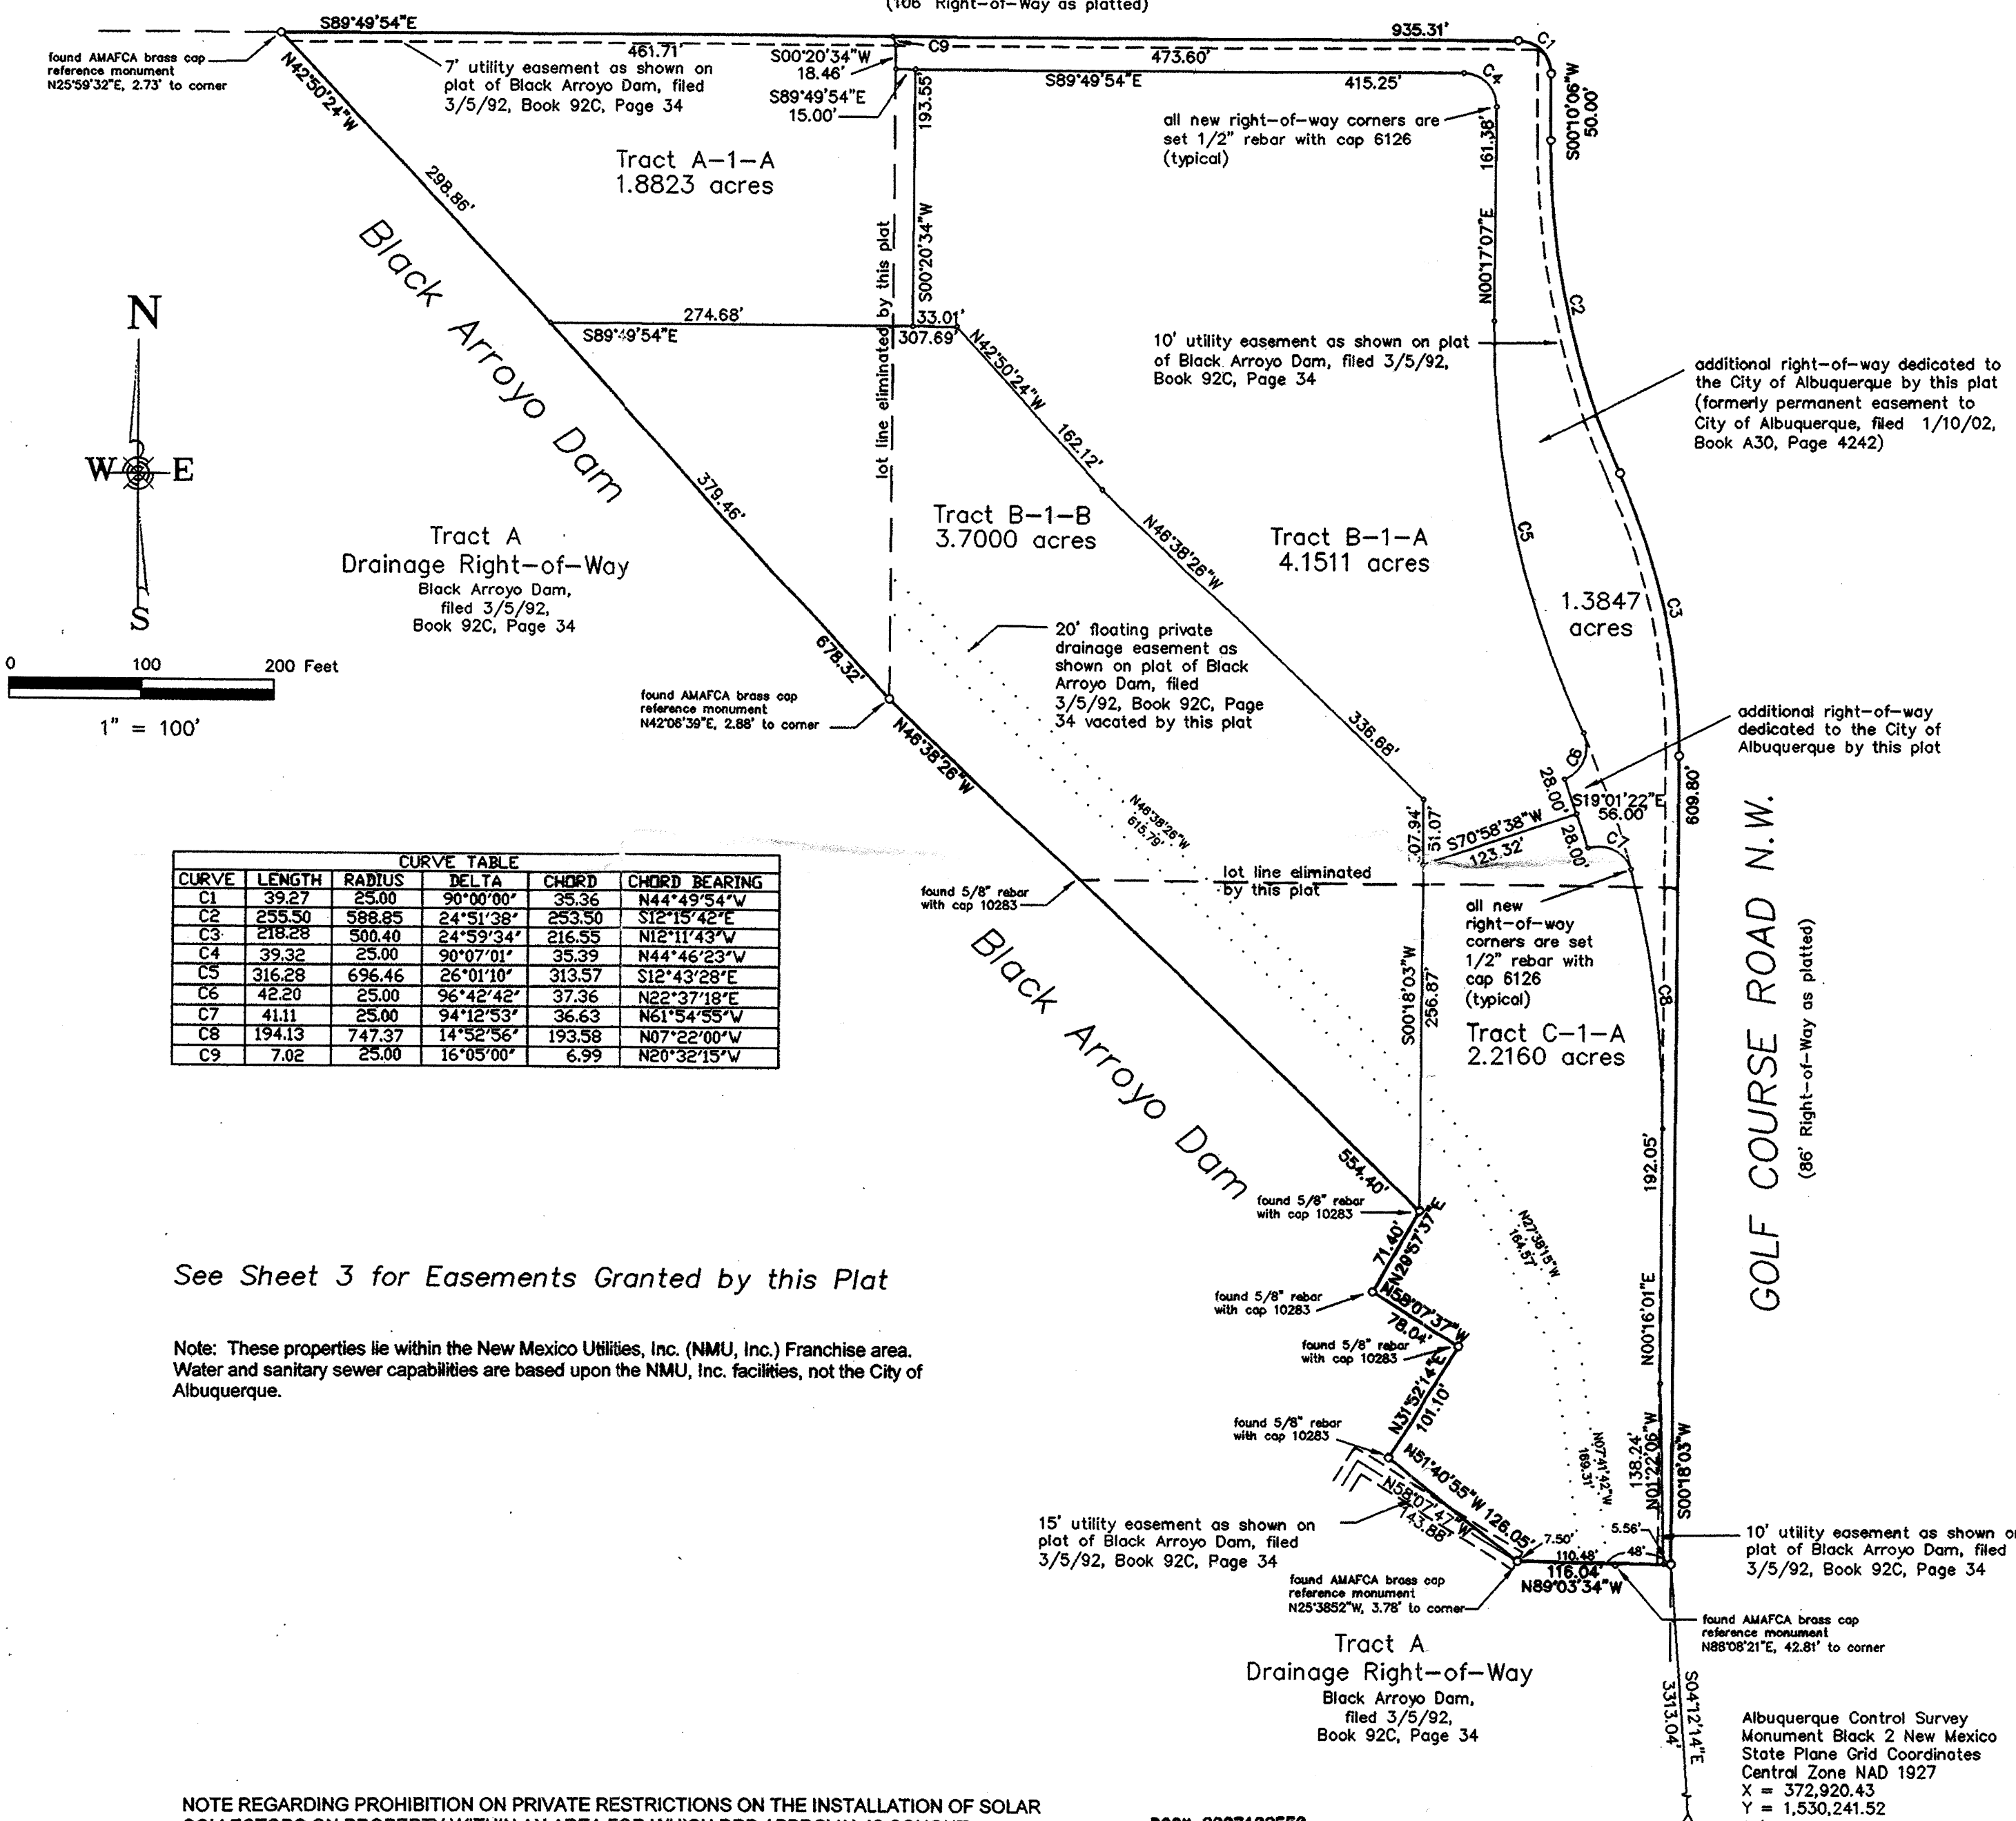 (106' Right-of-Way as platted)
S89°49'54"E
935.31'
C1
found AMAFCA brass cap
reference monument
N25°59'32"E, 2.73' to corner
461.71'
7' utility easement as shown on
plat of Black Arroyo Dam, filed
3/5/92, Book 92C, Page 34
S00°20'34"W
18.46'
C9
473.60'
S89°49'54"E
15.00'
S89°49'54"E
415.25'
C4
S00°10'06"W
50.00'
N42°50'24"W
298.86'
193.55'
S00°20'34"W
all new right-of-way corners are
set 1/2" rebar with cap 6126
(typical)
161.38'
N00°17'07"E
Tract A-1-A
1.8823 acres
Black Arroyo Dam
lot line eliminated by this plat
274.68'
S89°49'54"E
33.01'
307.69'
N42°50'24"W
162.12'
C2
10' utility easement as shown on plat
of Black Arroyo Dam, filed 3/5/92,
Book 92C, Page 34
additional right-of-way dedicated to
the City of Albuquerque by this plat
(formerly permanent easement to
City of Albuquerque, filed 1/10/02,
Book A30, Page 4242)
N
W E
S
0 100 200 Feet
1" = 100'
379.46'
678.32'
Tract A
Drainage Right-of-Way
Black Arroyo Dam,
filed 3/5/92,
Book 92C, Page 34
Tract B-1-B
3.7000 acres
N46°38'26"W
336.68'
Tract B-1-A
4.1511 acres
C5
1.3847
acres
C3
20' floating private
drainage easement as
shown on plat of Black
Arroyo Dam, filed
3/5/92, Book 92C, Page
34 vacated by this plat
found AMAFCA brass cap
reference monument
N42°06'39"E, 2.88' to corner
N46°38'26"W
additional right-of-way
dedicated to the City of
Albuquerque by this plat
C6
28.00'
S19°01'22"E
56.00'
28.00'
C7
S70°58'38"W
123.32'
51.07'
609.80'
N46°38'26"W
615.79'
CURVE TABLE
CURVE LENGTH RADIUS DELTA CHORD CHORD BEARING
C1 39.27 25.00 90°00'00" 35.36 N44°49'54"W
C2 255.50 588.85 24°51'38" 253.50 S12°15'42"E
C3 218.28 500.40 24°59'34" 216.55 N12°11'43"W
C4 39.32 25.00 90°07'01" 35.39 N44°46'23"W
C5 316.28 696.46 26°01'10" 313.57 S12°43'28"E
C6 42.20 25.00 96°42'42" 37.36 N22°37'18"E
C7 41.11 25.00 94°12'53" 36.63 N61°54'55"W
C8 194.13 747.37 14°52'56" 193.58 N07°22'00"W
C9 7.02 25.00 16°05'00" 6.99 N20°32'15"W
found 5/8" rebar
with cap 10283
lot line eliminated
by this plat
all new
right-of-way
corners are set
1/2" rebar with
cap 6126
(typical)
C8
S00°18'03"W
256.87'
Tract C-1-A
2.2160 acres
GOLF COURSE ROAD N.W.
(86' Right-of-Way as platted)
Black Arroyo Dam
554.40'
192.05'
N00°16'01"E
found 5/8" rebar
with cap 10283
71.40'
N29°57'37"E
N27°38'15"W
164.57'
See Sheet 3 for Easements Granted by this Plat
found 5/8" rebar
with cap 10283
N58°07'37"W
78.04'
found 5/8" rebar
with cap 10283
Note: These properties lie within the New Mexico Utilities, Inc. (NMU, Inc.) Franchise area.
Water and sanitary sewer capabilities are based upon the NMU, Inc. facilities, not the City of
Albuquerque.
N31°52'14"E
101.10'
found 5/8" rebar
with cap 10283
N51°40'55"W 126.05'
N58°07'47"W
143.88'
N07°41'42"W
169.31'
138.24'
N01°22'06"W
S00°18'03"W
15' utility easement as shown on
plat of Black Arroyo Dam, filed
3/5/92, Book 92C, Page 34
7.50'
5.56'
110.48'
48'
116.04'
N89°03'34"W
10' utility easement as shown on
plat of Black Arroyo Dam, filed
3/5/92, Book 92C, Page 34
found AMAFCA brass cap
reference monument
N25°3852"W, 3.78' to corner
found AMAFCA brass cap
reference monument
N88°08'21"E, 42.81' to corner
Tract A
Drainage Right-of-Way
Black Arroyo Dam,
filed 3/5/92,
Book 92C, Page 34
S04°12'14"E
3313.04'
Albuquerque Control Survey
Monument Black 2 New Mexico
State Plane Grid Coordinates
Central Zone NAD 1927
X = 372,920.43
Y = 1,530,241.52
NOTE REGARDING PROHIBITION ON PRIVATE RESTRICTIONS ON THE INSTALLATION OF SOLAR